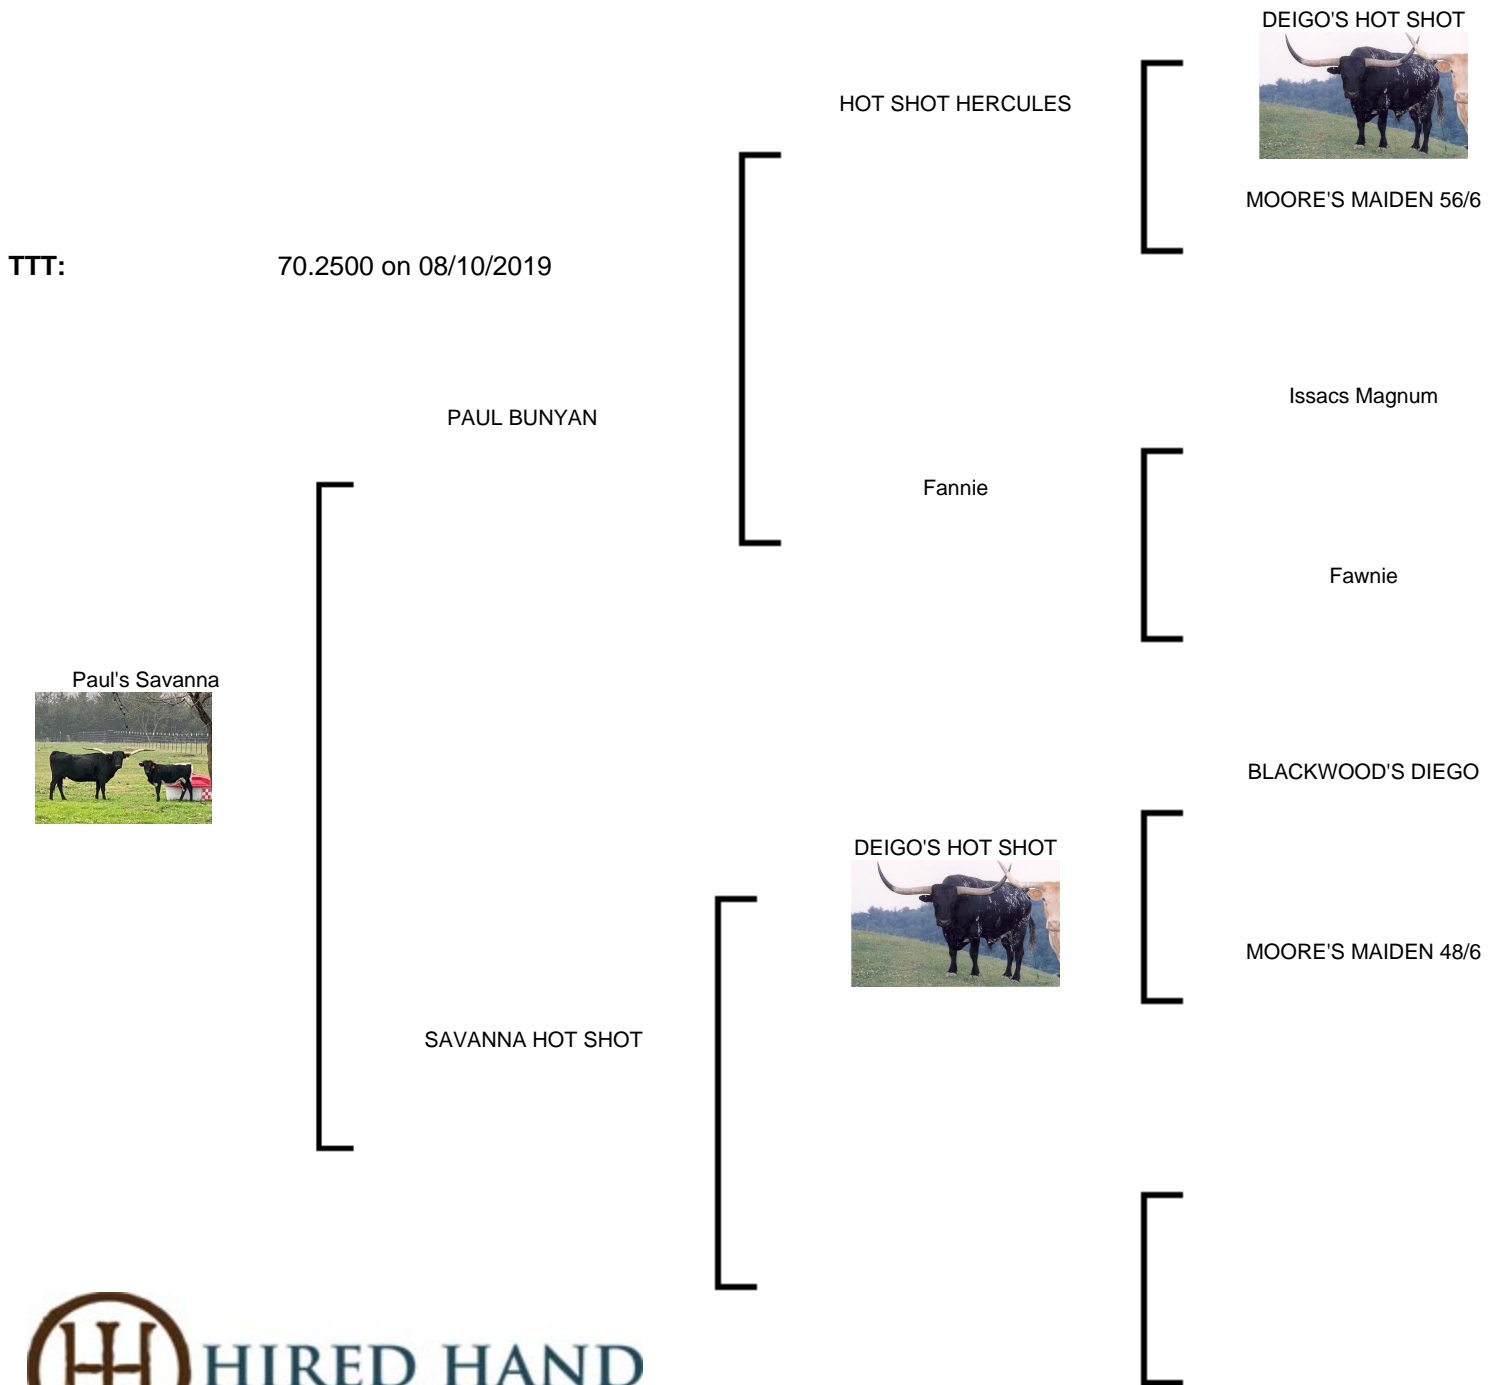 DEIGO'S HOT SHOT
HOT SHOT HERCULES
MOORE'S MAIDEN 56/6
TTT: 70.2500 on 08/10/2019
Issacs Magnum
PAUL BUNYAN
Fannie
Fawnie
Paul's Savanna
BLACKWOOD'S DIEGO
DEIGO'S HOT SHOT
MOORE'S MAIDEN 48/6
SAVANNA HOT SHOT
HIRED HAND